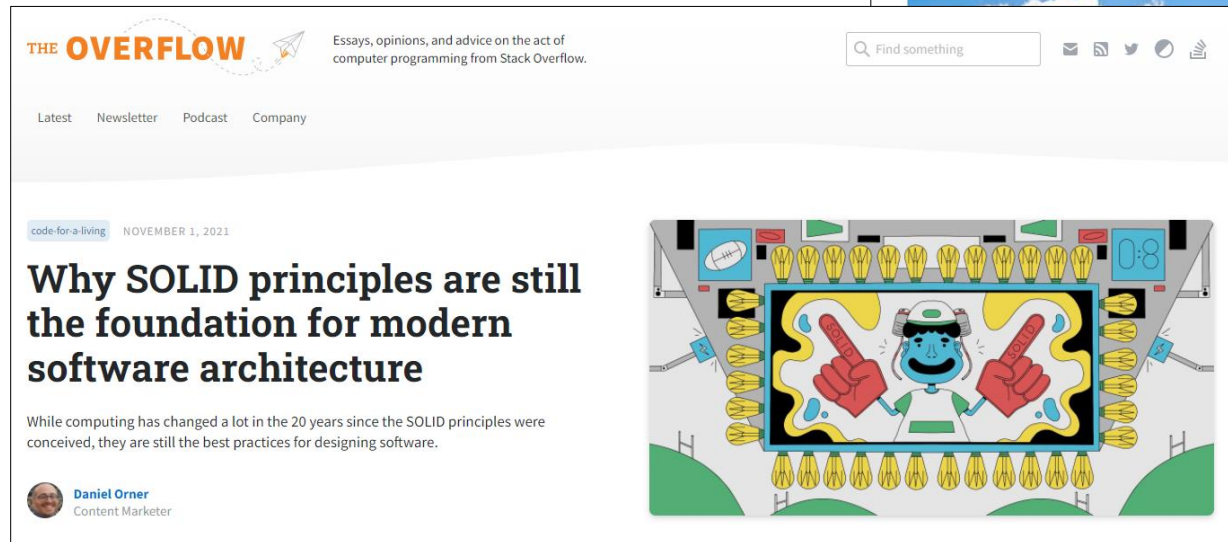 THE OVERFLOW
Essays, opinions, and advice on the act of
computer programming from Stack Overflow.
Find something
Latest Newsletter Podcast Company
code-for-a-living NOVEMBER 1, 2021
Why SOLID principles are still
the foundation for modern
software architecture
While computing has changed a lot in the 20 years since the SOLID principles were
conceived, they are still the best practices for designing software.
Daniel Orner
Content Marketer
0:8
SOLID
SOLID